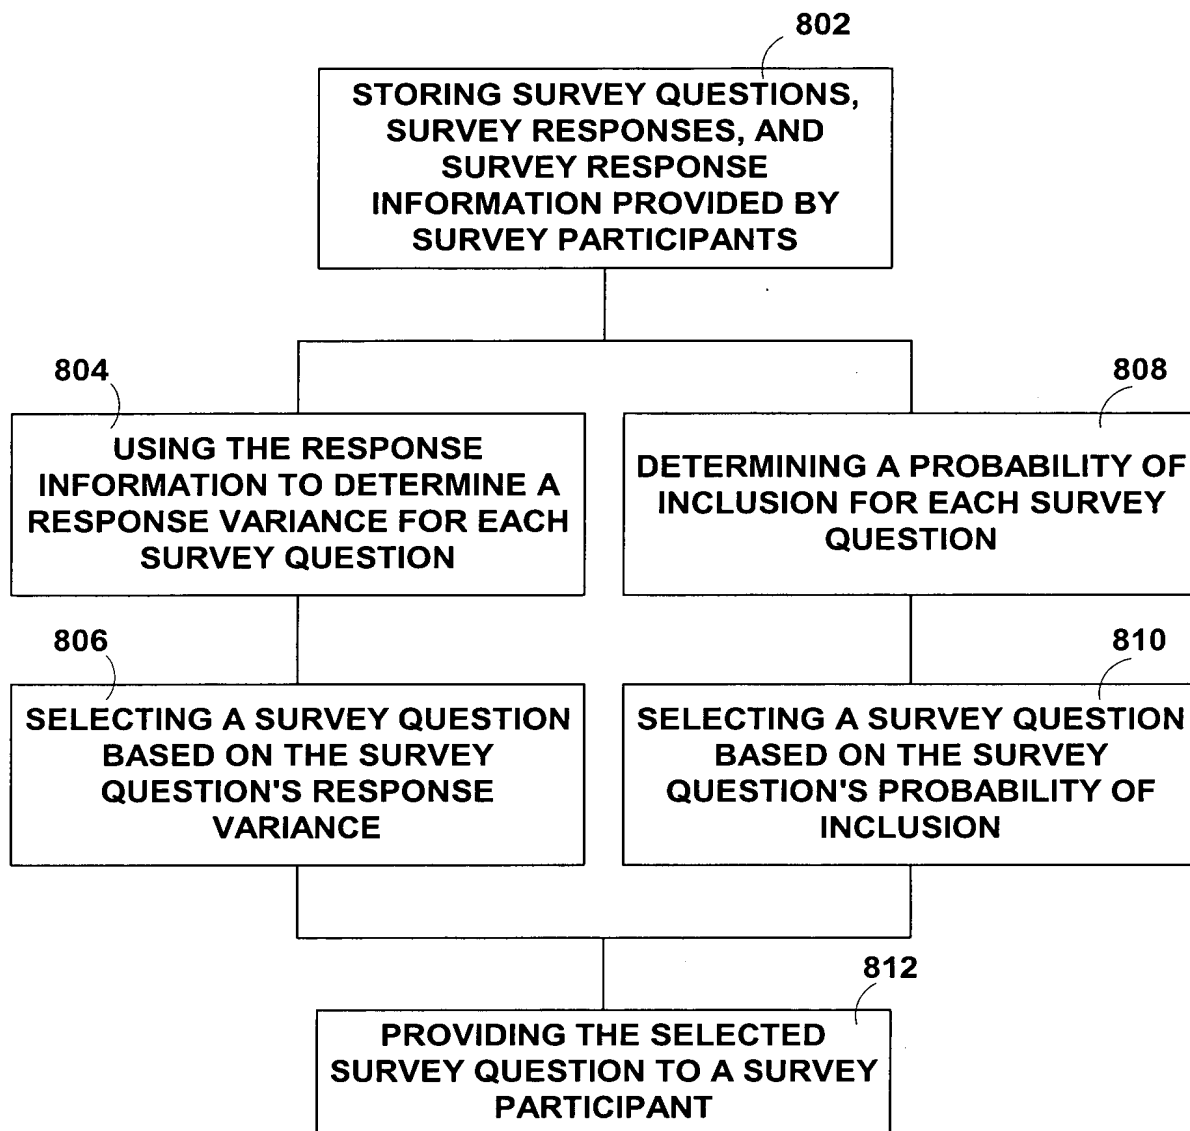 802
STORING SURVEY QUESTIONS,
SURVEY RESPONSES, AND
SURVEY RESPONSE
INFORMATION PROVIDED BY
SURVEY PARTICIPANTS
804
USING THE RESPONSE
INFORMATION TO DETERMINE A
RESPONSE VARIANCE FOR EACH
SURVEY QUESTION
808
DETERMINING A PROBABILITY OF
INCLUSION FOR EACH SURVEY
QUESTION
806
SELECTING A SURVEY QUESTION
BASED ON THE SURVEY
QUESTION'S RESPONSE
VARIANCE
810
SELECTING A SURVEY QUESTION
BASED ON THE SURVEY
QUESTION'S PROBABILITY OF
INCLUSION
812
PROVIDING THE SELECTED
SURVEY QUESTION TO A SURVEY
PARTICIPANT